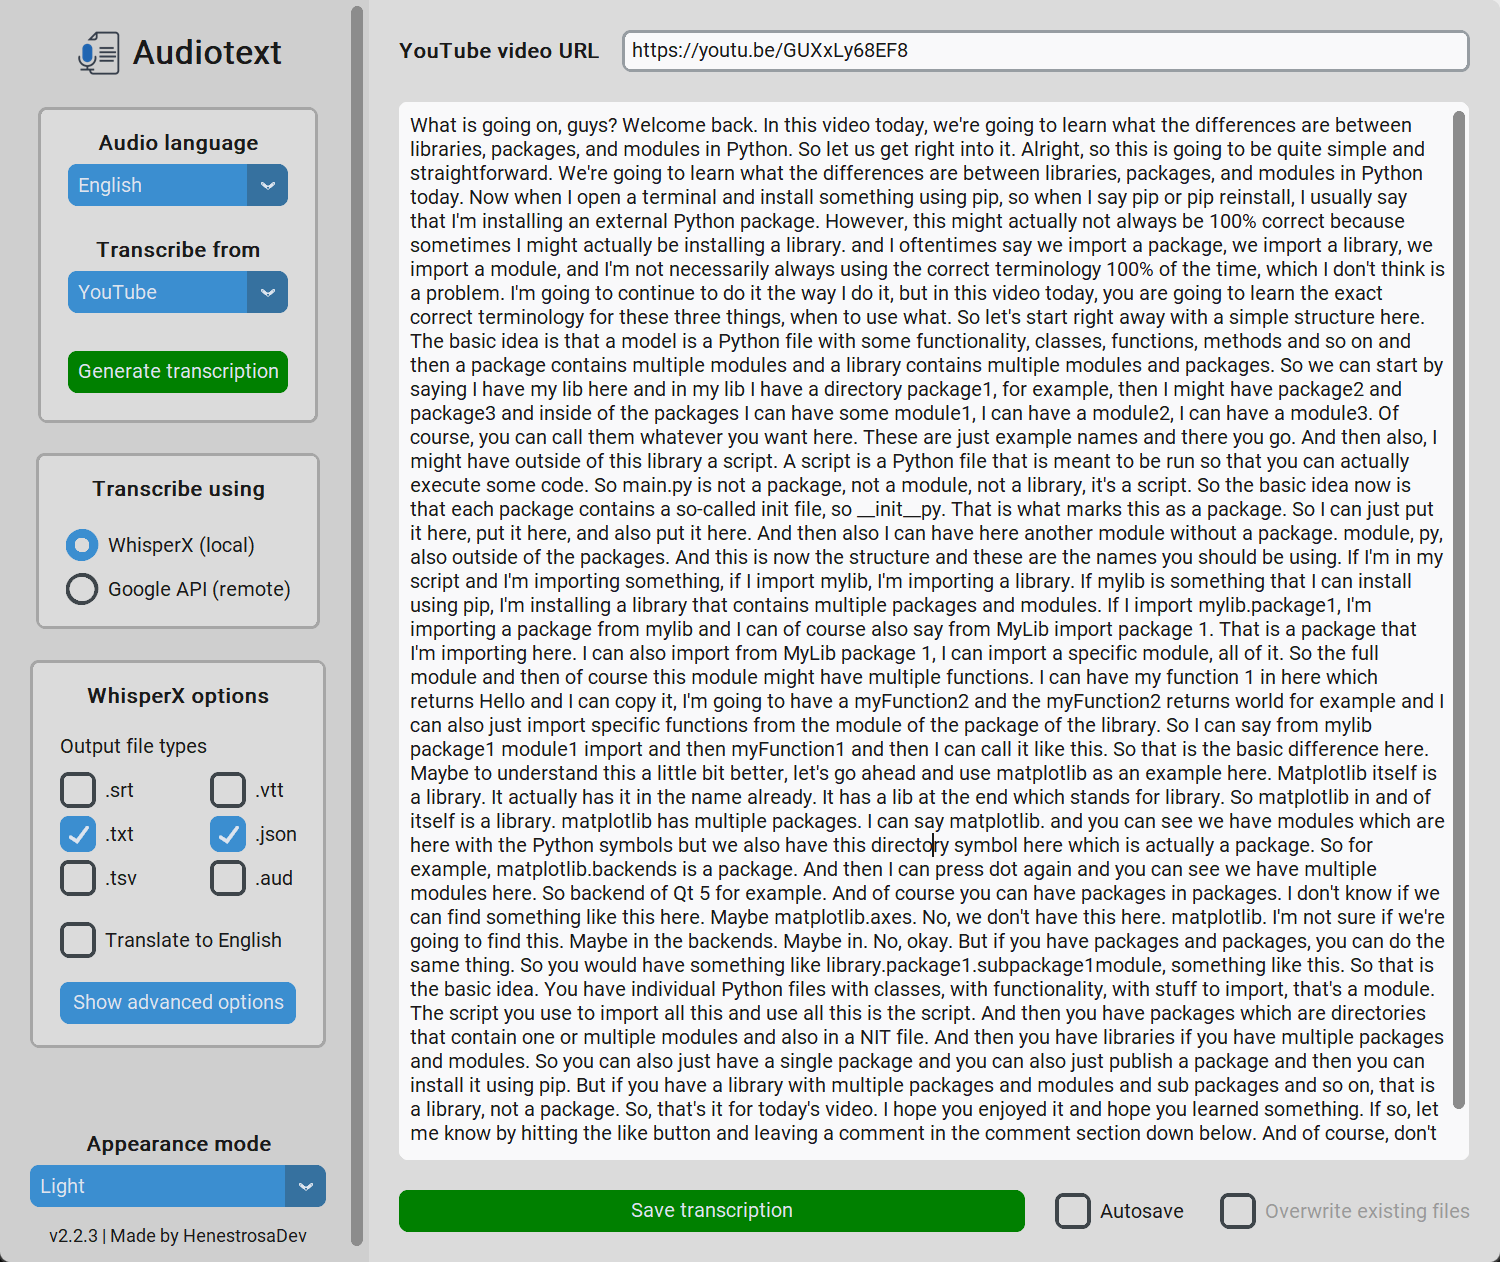 Audiotext
Audio language
English
Transcribe from
YouTube
Generate transcription
Transcribe using
WhisperX (local)
Google API (remote)
WhisperX options
Output file types
.srt
.vtt
.txt
.json
.tsv
.aud
Translate to English
Show advanced options
Appearance mode
Light
v2.2.3 | Made by HenestrosaDev
YouTube video URL
https://youtu.be/GUXxLy68EF8
What is going on, guys? Welcome back. In this video today, we're going to learn what the differences are between
libraries, packages, and modules in Python. So let us get right into it. Alright, so this is going to be quite simple and
straightforward. We're going to learn what the differences are between libraries, packages, and modules in Python
today. Now when I open a terminal and install something using pip, so when I say pip or pip reinstall, I usually say
that I'm installing an external Python package. However, this might actually not always be 100% correct because
sometimes I might actually be installing a library. and I oftentimes say we import a package, we import a library, we
import a module, and I'm not necessarily always using the correct terminology 100% of the time, which I don't think is
a problem. I'm going to continue to do it the way I do it, but in this video today, you are going to learn the exact
correct terminology for these three things, when to use what. So let's start right away with a simple structure here.
The basic idea is that a model is a Python file with some functionality, classes, functions, methods and so on and
then a package contains multiple modules and a library contains multiple modules and packages. So we can start by
saying I have my lib here and in my lib I have a directory package1, for example, then I might have package2 and
package3 and inside of the packages I can have some module1, I can have a module2, I can have a module3. Of
course, you can call them whatever you want here. These are just example names and there you go. And then also, I
might have outside of this library a script. A script is a Python file that is meant to be run so that you can actually
execute some code. So main.py is not a package, not a module, not a library, it's a script. So the basic idea now is
that each package contains a so-called init file, so __init__py. That is what marks this as a package. So I can just put
it here, put it here, and also put it here. And then also I can have here another module without a package. module, py,
also outside of the packages. And this is now the structure and these are the names you should be using. If I'm in my
script and I'm importing something, if I import mylib, I'm importing a library. If mylib is something that I can install
using pip, I'm installing a library that contains multiple packages and modules. If I import mylib.package1, I'm
importing a package from mylib and I can of course also say from MyLib import package 1. That is a package that
I'm importing here. I can also import from MyLib package 1, I can import a specific module, all of it. So the full
module and then of course this module might have multiple functions. I can have my function 1 in here which
returns Hello and I can copy it, I'm going to have a myFunction2 and the myFunction2 returns world for example and I
can also just import specific functions from the module of the package of the library. So I can say from mylib
package1 module1 import and then myFunction1 and then I can call it like this. So that is the basic difference here.
Maybe to understand this a little bit better, let's go ahead and use matplotlib as an example here. Matplotlib itself is
a library. It actually has it in the name already. It has a lib at the end which stands for library. So matplotlib in and of
itself is a library. matplotlib has multiple packages. I can say matplotlib. and you can see we have modules which are
here with the Python symbols but we also have this directory symbol here which is actually a package. So for
example, matplotlib.backends is a package. And then I can press dot again and you can see we have multiple
modules here. So backend of Qt 5 for example. And of course you can have packages in packages. I don't know if we
can find something like this here. Maybe matplotlib.axes. No, we don't have this here. matplotlib. I'm not sure if we're
going to find this. Maybe in the backends. Maybe in. No, okay. But if you have packages and packages, you can do the
same thing. So you would have something like library.package1.subpackage1module, something like this. So that is
the basic idea. You have individual Python files with classes, with functionality, with stuff to import, that's a module.
The script you use to import all this and use all this is the script. And then you have packages which are directories
that contain one or multiple modules and also in a NIT file. And then you have libraries if you have multiple packages
and modules. So you can also just have a single package and you can also just publish a package and then you can
install it using pip. But if you have a library with multiple packages and modules and sub packages and so on, that is
a library, not a package. So, that's it for today's video. I hope you enjoyed it and hope you learned something. If so, let
me know by hitting the like button and leaving a comment in the comment section down below. And of course, don't
Save transcription
Autosave
Overwrite existing files